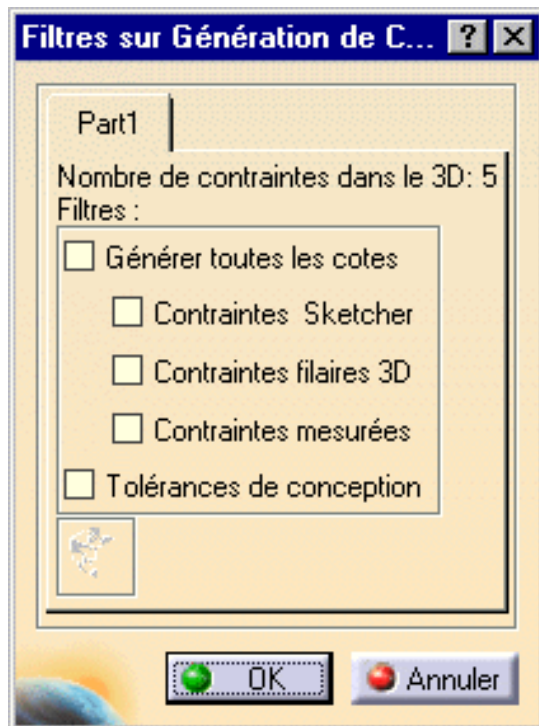 Filtres sur Génération de C...
Part1
Nombre de contraintes dans le 3D: 5
Filtres :
Générer toutes les cotes
Contraintes Sketcher
Contraintes filaires 3D
Contraintes mesurées
Tolérances de conception
OK Annuler